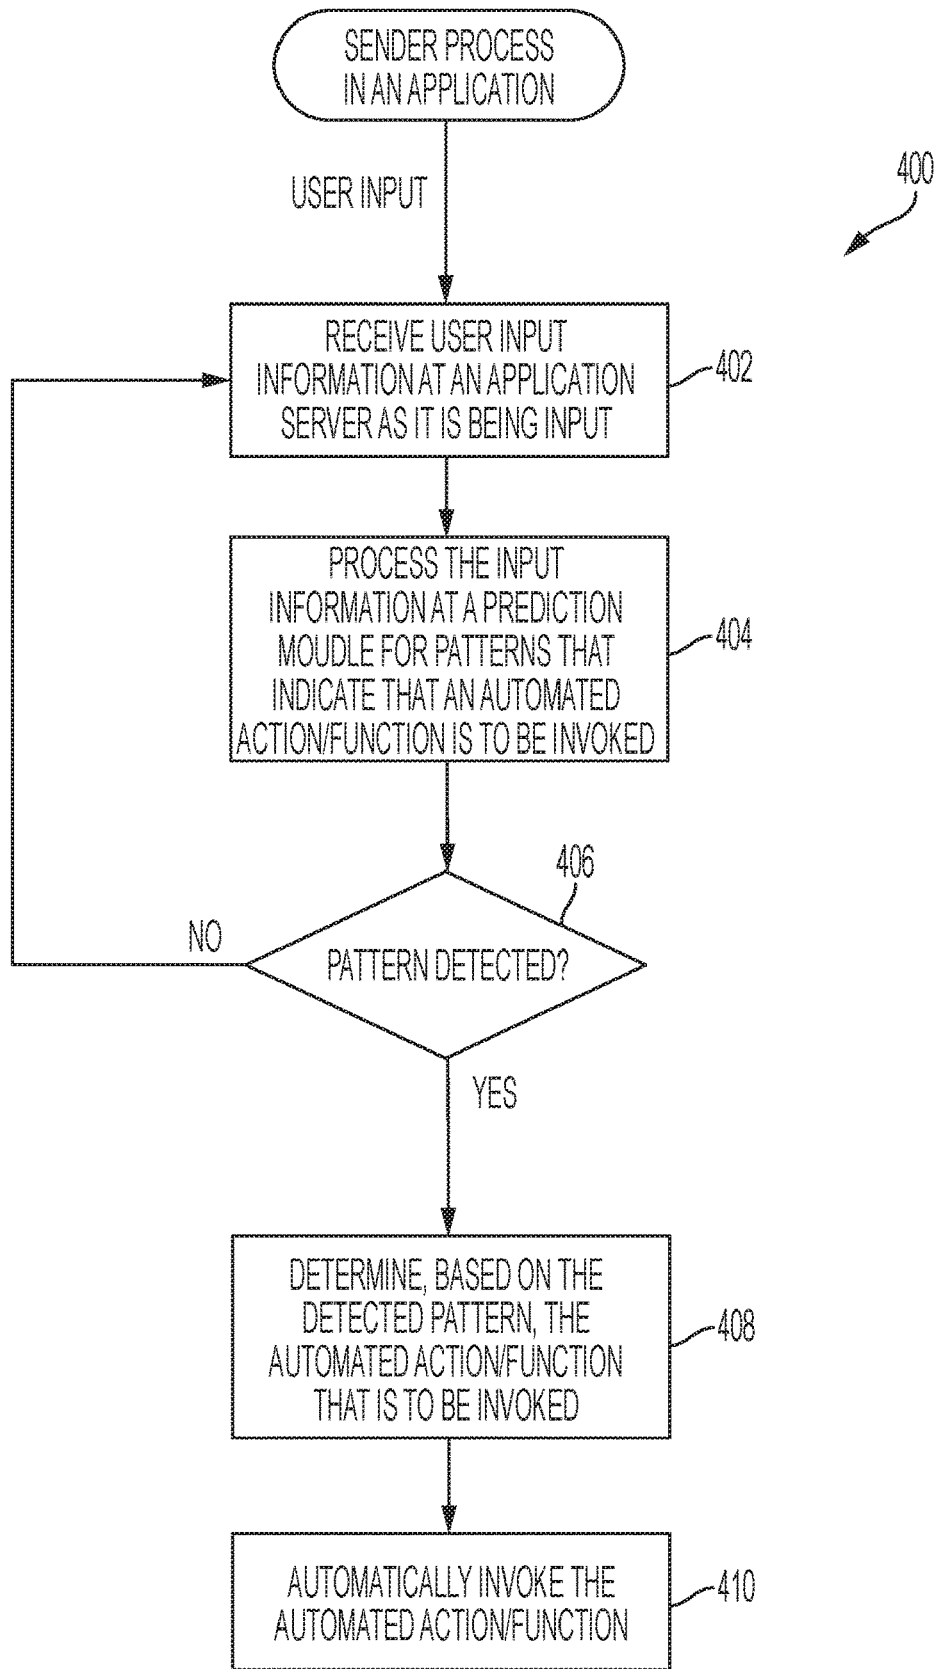 SENDER PROCESS
IN AN APPLICATION
USER INPUT
400
RECEIVE USER INPUT
INFORMATION AT AN APPLICATION
SERVER AS IT IS BEING INPUT
402
PROCESS THE INPUT
INFORMATION AT A PREDICTION
MOUDLE FOR PATTERNS THAT
INDICATE THAT AN AUTOMATED
ACTION/FUNCTION IS TO BE INVOKED
404
406
NO
PATTERN DETECTED?
YES
DETERMINE, BASED ON THE
DETECTED PATTERN, THE
AUTOMATED ACTION/FUNCTION
THAT IS TO BE INVOKED
408
AUTOMATICALLY INVOKE THE
AUTOMATED ACTION/FUNCTION
410